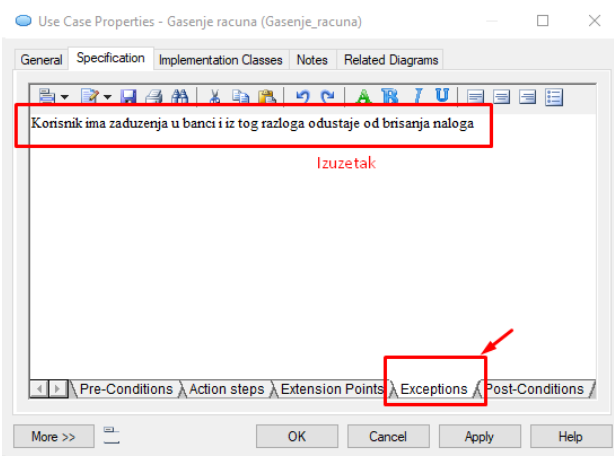 Use Case Properties - Gasenje racuna (Gasenje_racuna)
General Specification Implementation Classes Notes Related Diagrams
A B I U
Korisnik ima zaduzenja u banci i iz tog razloga odustaje od brisanja naloga
Izuzetak
Pre-Conditions Action steps Extension Points Exceptions Post-Conditions
More >> OK Cancel Apply Help